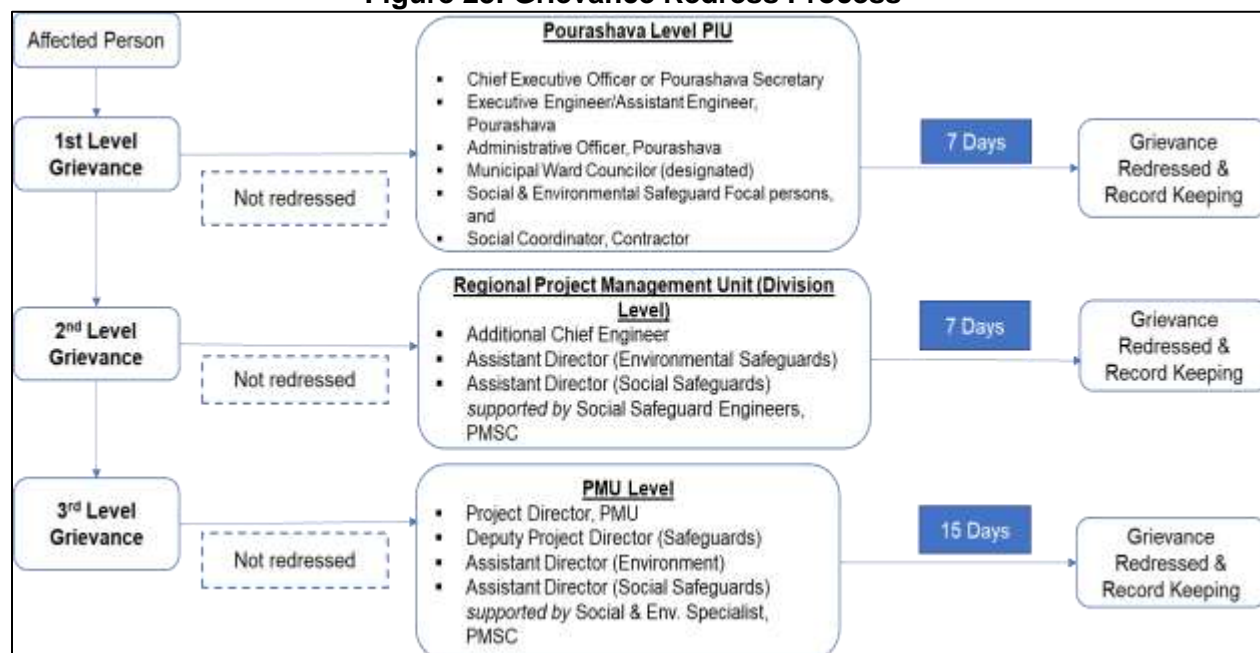 Figure Grievance Redress Process
Affected Person
Pourashava Level PIU
▪ Chief Executive Officer or Pourashava Secretary
▪ Executive Engineer/Assistant Engineer,
Pourashava
▪ Administrative Officer, Pourashava
▪ Municipal Ward Councilor (designated)
▪ Social & Environmental Safeguard Focal persons,
and
▪ Social Coordinator, Contractor
1st Level
Grievance
Not redressed
7 Days
Grievance
Redressed &
Record Keeping
Regional Project Management Unit (Division
Level)
▪ Additional Chief Engineer
▪ Assistant Director (Environmental Safeguards)
▪ Assistant Director (Social Safeguards)
supported by Social Safeguard Engineers,
PMSC
2nd Level
Grievance
Not redressed
7 Days
Grievance
Redressed &
Record Keeping
PMU Level
▪ Project Director, PMU
▪ Deputy Project Director (Safeguards)
▪ Assistant Director (Environment)
▪ Assistant Director (Social Safeguards)
supported by Social & Env. Specialist,
PMSC
3rd Level
Grievance
Not redressed
15 Days
Grievance
Redressed &
Record Keeping